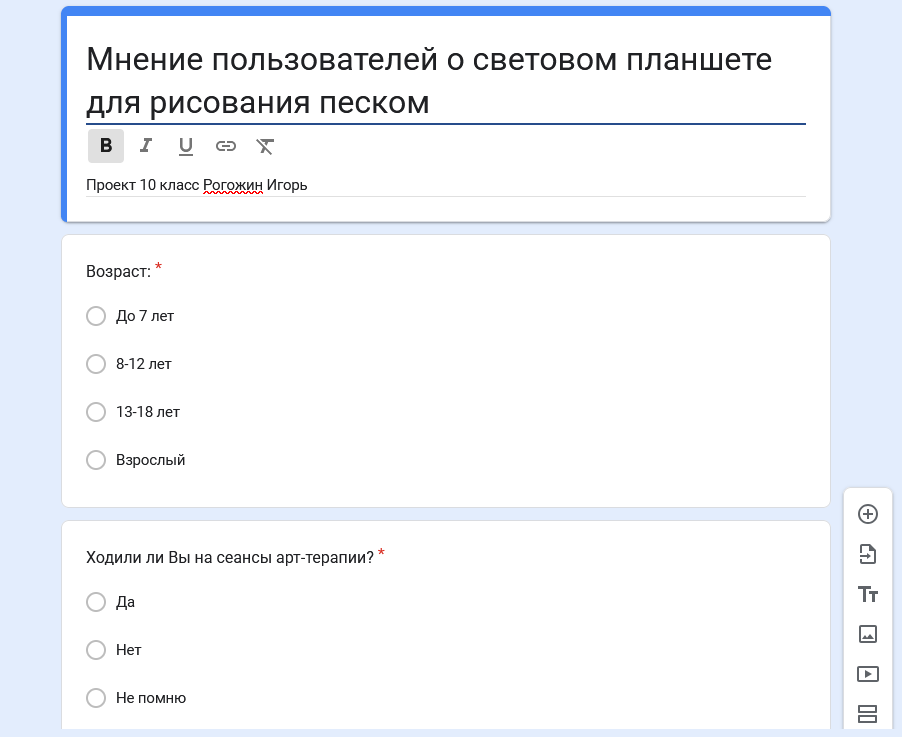 Мнение пользователей о световом планшете
для рисования песком
B I U
Проект 10 класс Рогожин Игорь
Возраст: *
До 7 лет
8-12 лет
13-18 лет
Взрослый
Ходили ли Вы на сеансы арт-терапии? *
Да
Нет
Не помню
Тт